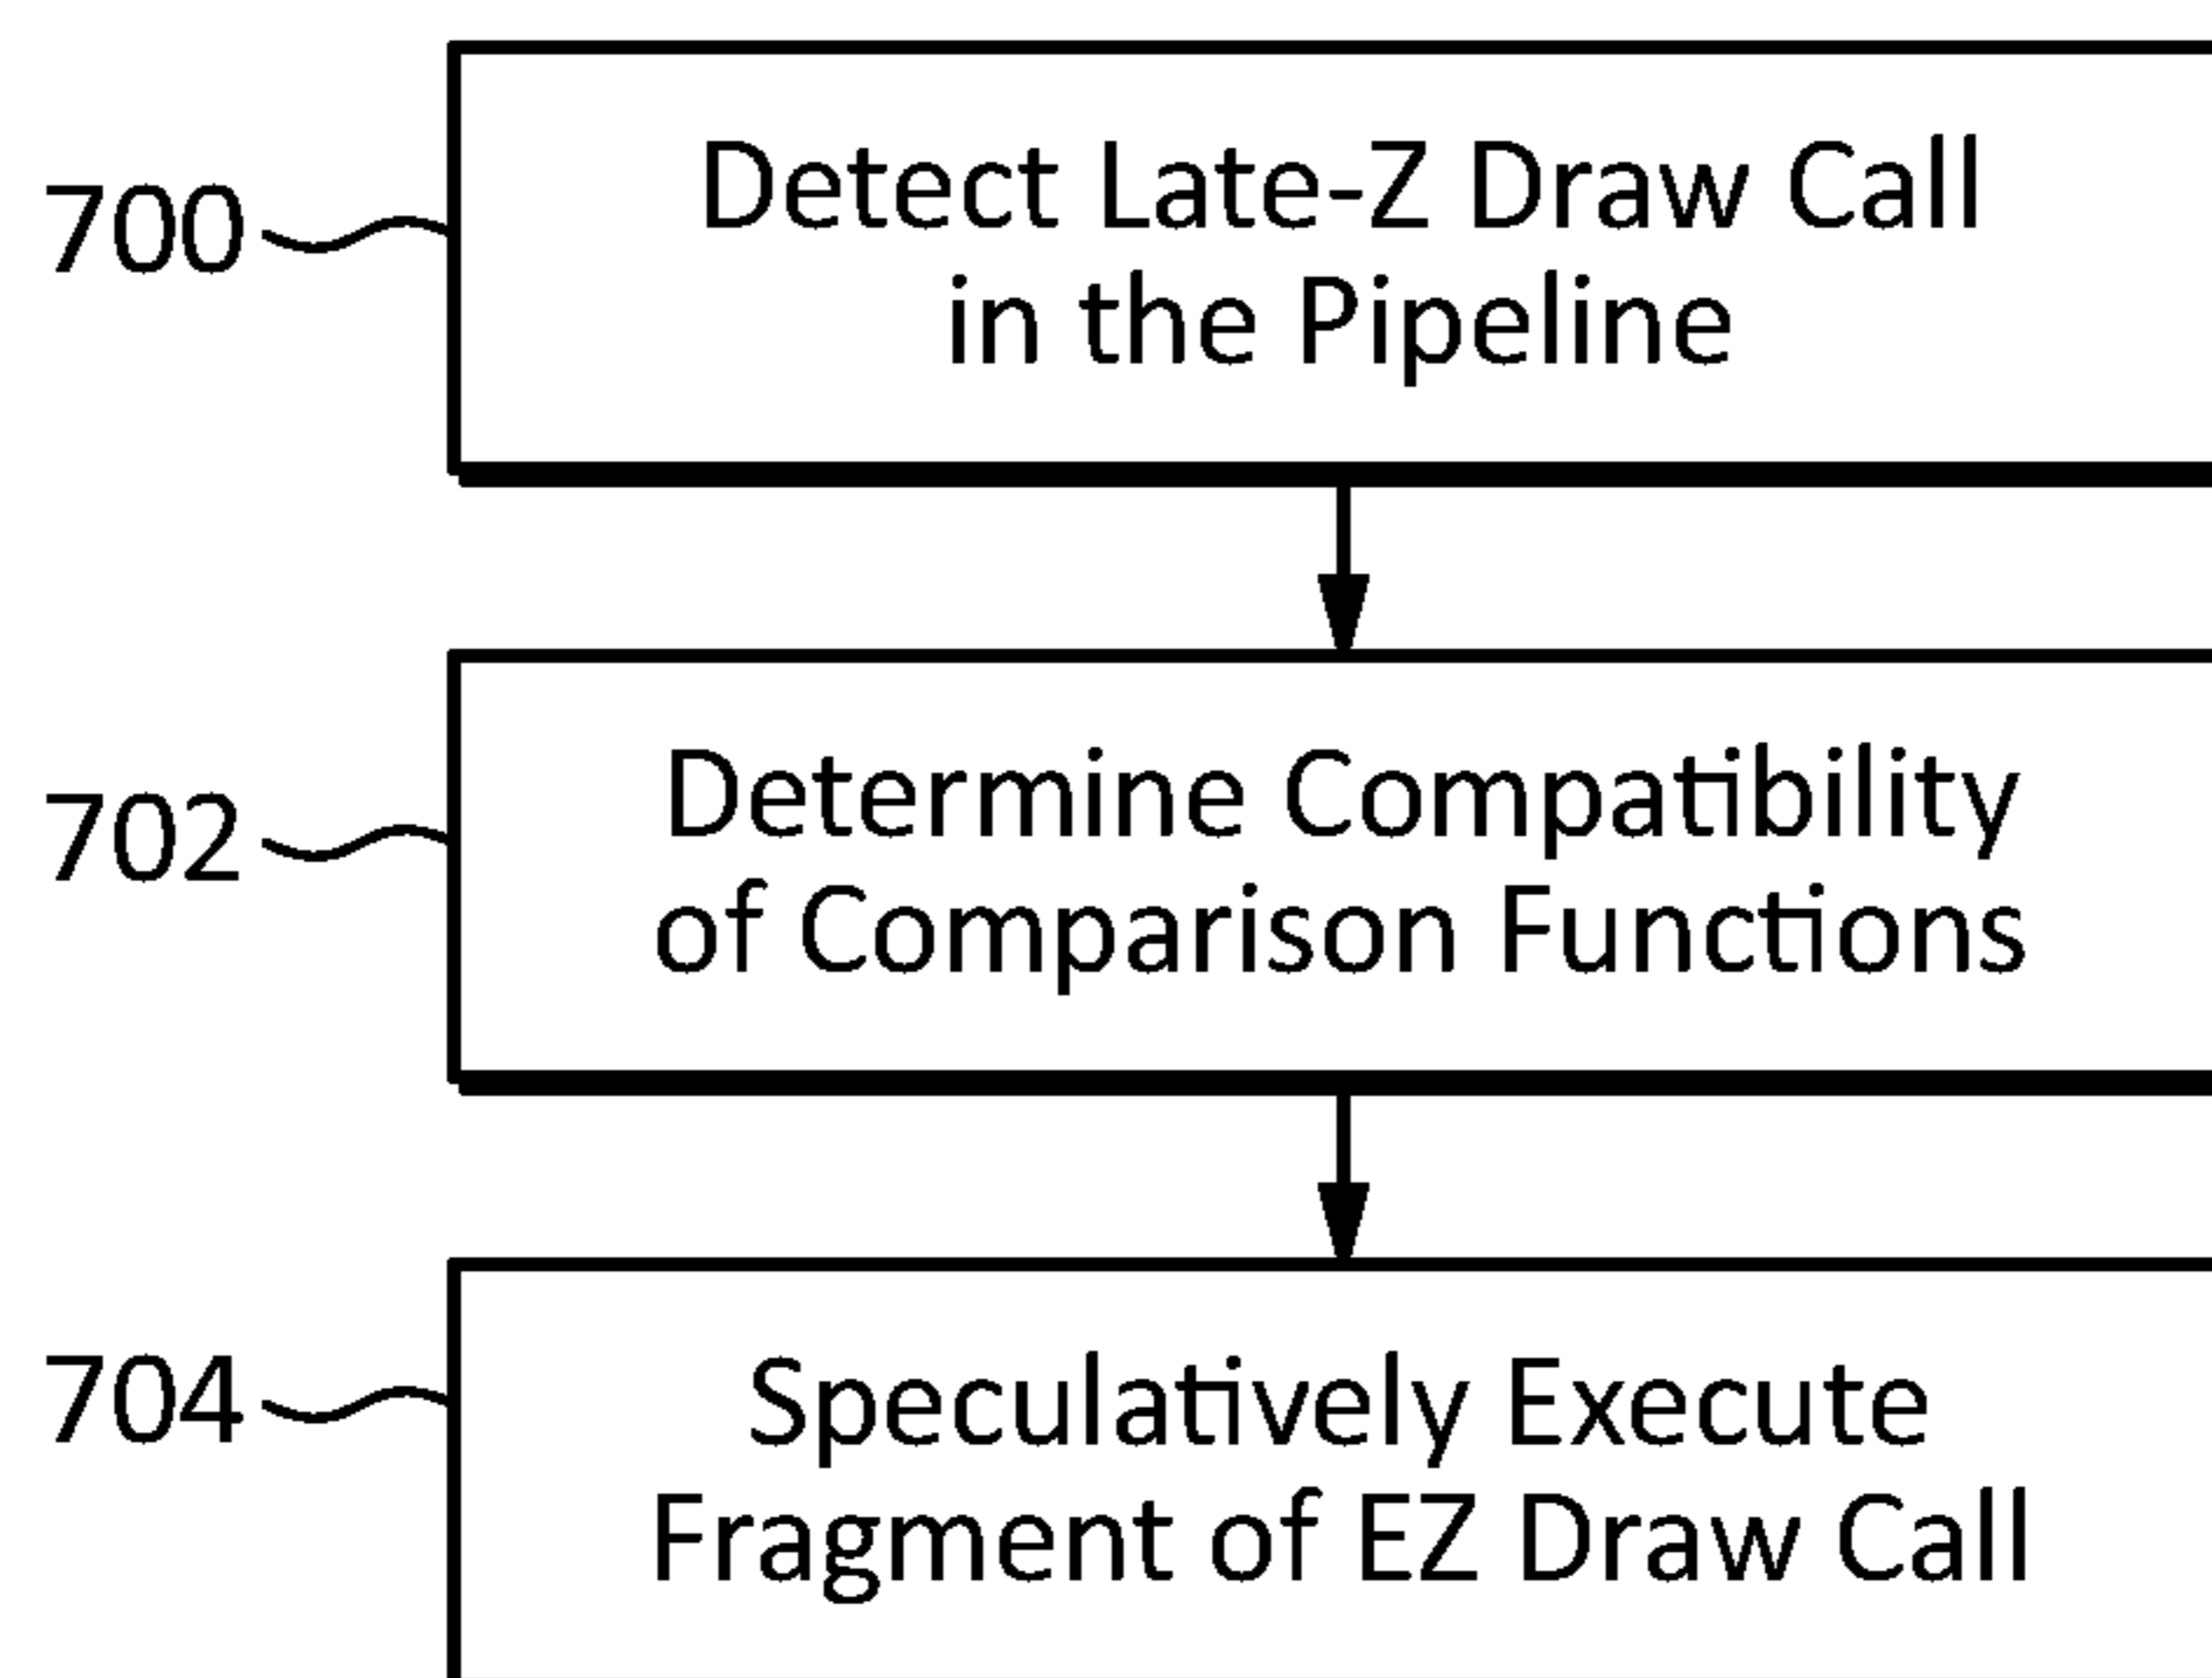 700
Detect Late-Z Draw Call
in the Pipeline
702
Determine Compatibility
of Comparison Functions
704
Speculatively Execute
Fragment of EZ Draw Call